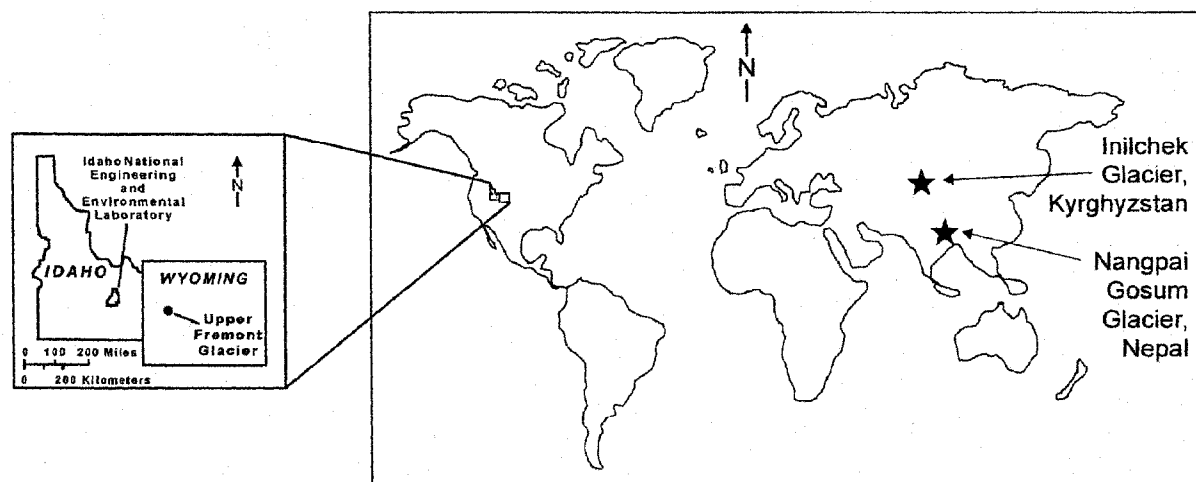 Idaho National
Engineering
and
Environmental
Laboratory
N
IDAHO
WYOMING
Upper
Fremont
Glacier
0 100 200 Miles
0 200 Kilometers
N
Inilchek
Glacier,
Kyrghyzstan
Nangpai
Gosum
Glacier,
Nepal